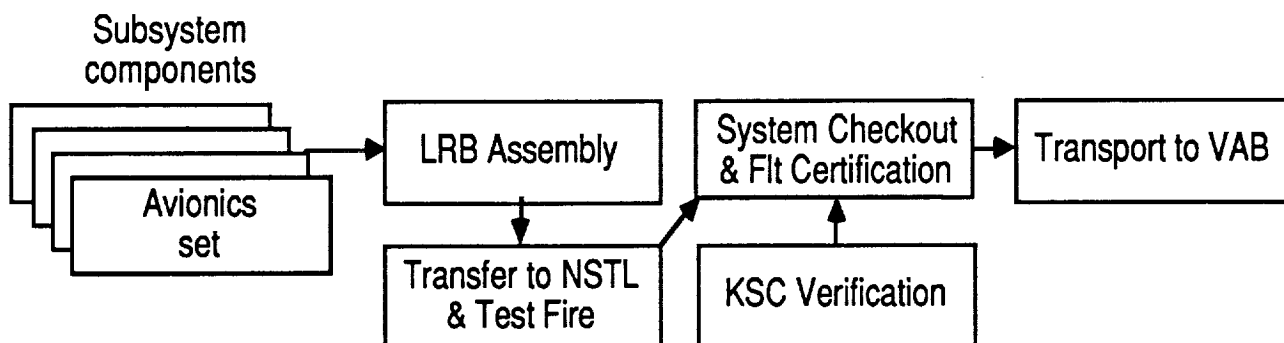 Subsystem
components
Avionics
set
LRB Assembly
Transfer to NSTL
& Test Fire
System Checkout
& Flt Certification
KSC Verification
Transport to VAB